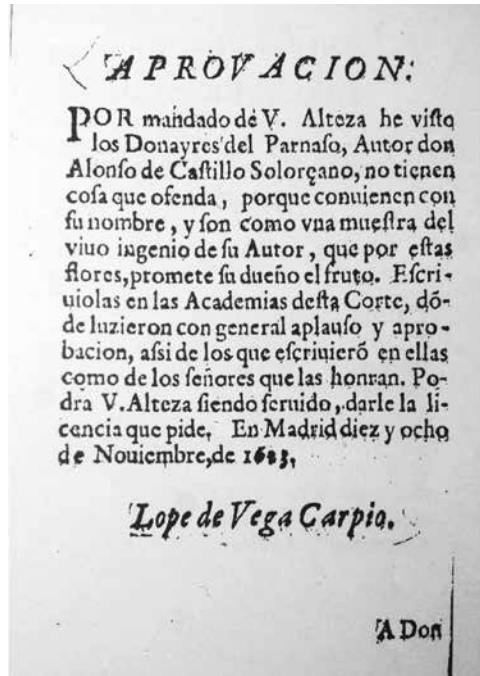 APROVACION.
POR mandado de V. Alteza he visto
los Donayres del Parnaso, Autor don
Alonso de Castillo Solorçano, no tienen
cosa que ofenda, porque conuienen con
su nombre, y son como vna muestra del
viuo ingenio de su Autor, que por estas
flores, promete su dueño el fruto. Escri-
uiolas en las Academias desta Corte, dõ-
de luzieron con general aplauso y apro-
bacion, assi de los que escriuierõ en ellas
como de los señores que las honran. Po-
dra V. Alteza siendo seruido, darle la li-
cencia que pide. En Madrid diez y ocho
de Nouiembre, de 1623.
Lope de Vega Carpio.
A Don